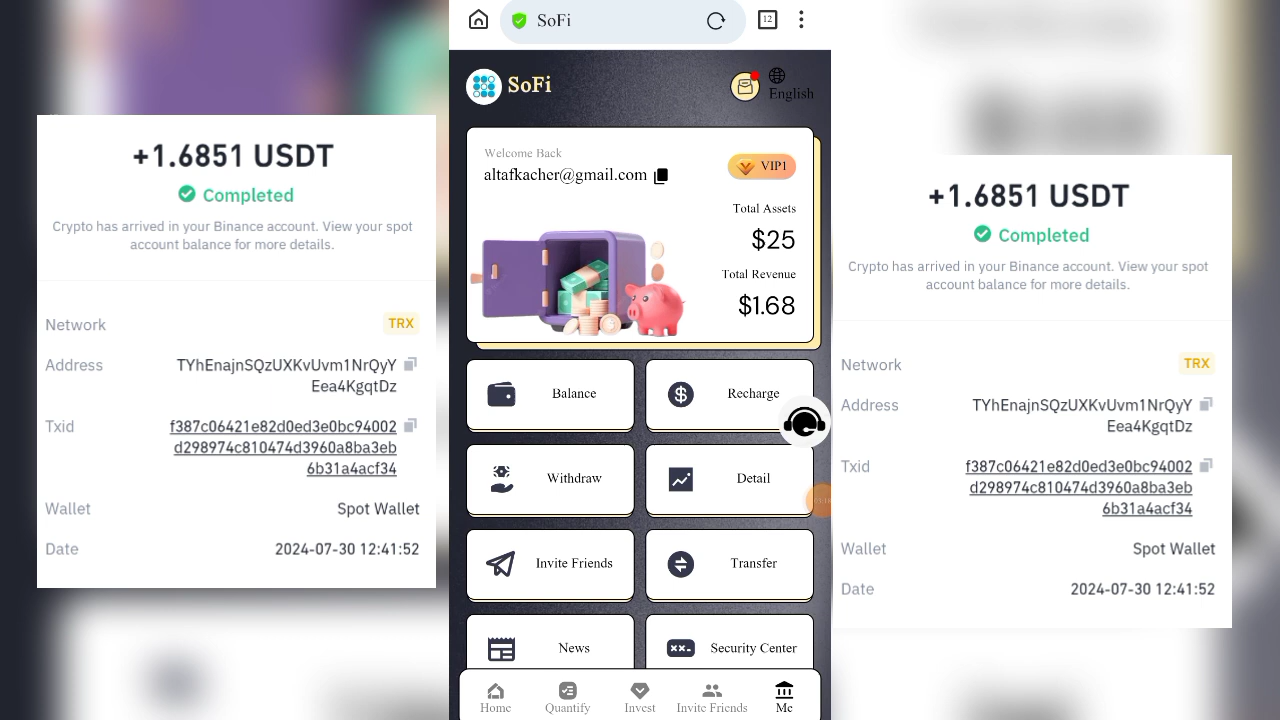 +1.6851 USDT
Completed
Crypto has arrived in your Binance account. View your spot
account balance for more details.
Network
TRX
Address
TYhEnajnSQzUXKvUvm1NrQyY
Eea4KgqtDz
Txid
f387c06421e82d0ed3e0bc94002
d298974c810474d3960a8ba3eb
6b31a4acf34
Wallet
Spot Wallet
Date
2024-07-30 12:41:52
SoFi
12
SoFi
English
Welcome Back
altafkacher@gmail.com
VIP1
Total Assets
$25
Total Revenue
$1.68
Balance
Recharge
Withdraw
Detail
Invite Friends
Transfer
News
Security Center
Home
Quantify
Invest
Invite Friends
Me
+1.6851 USDT
Completed
Crypto has arrived in your Binance account. View your spot
account balance for more details.
Network
TRX
Address
TYhEnajnSQzUXKvUvm1NrQyY
Eea4KgqtDz
Txid
f387c06421e82d0ed3e0bc94002
d298974c810474d3960a8ba3eb
6b31a4acf34
Wallet
Spot Wallet
Date
2024-07-30 12:41:52